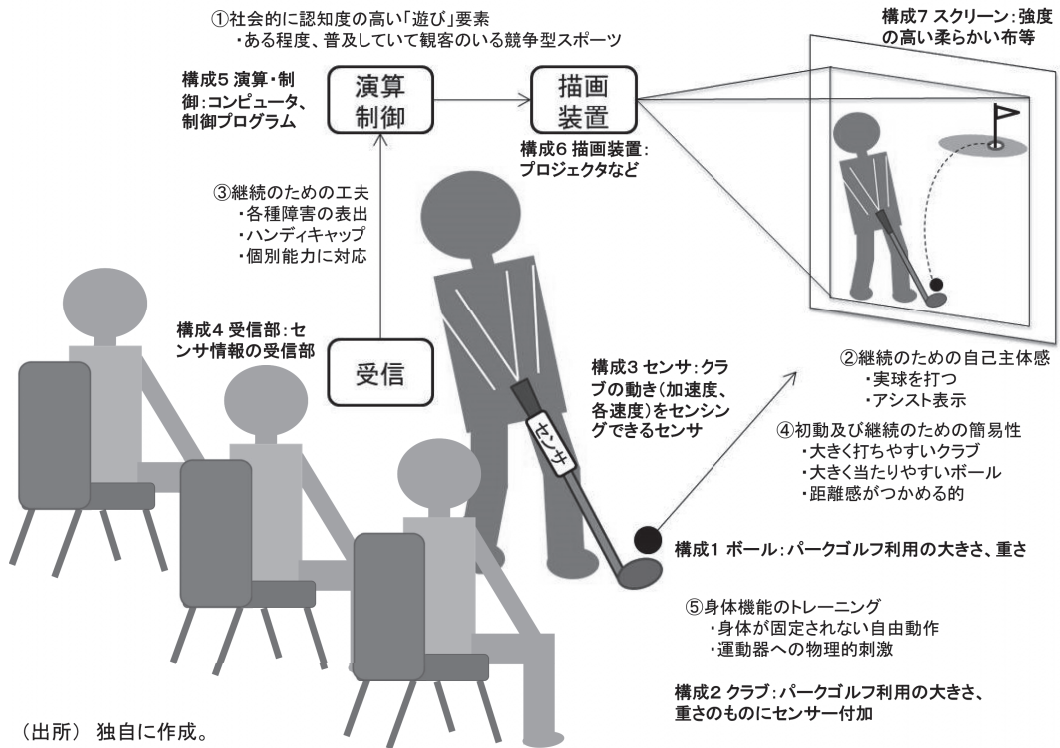 ①社会的に認知度の高い「遊び」要素
・ある程度、普及していて観客のいる競争型スポーツ
構成7 スクリーン：強度
の高い柔らかい布等
構成5 演算・制
御：コンピュータ、
制御プログラム
演算
制御
描画
装置
構成6 描画装置：
プロジェクタなど
③継続のための工夫
・各種障害の表出
・ハンディキャップ
・個別能力に対応
構成4 受信部：セ
ンサ情報の受信部
受信
構成3 センサ：クラ
ブの動き（加速度、
各速度）をセンシン
グできるセンサ
センサ
②継続のための自己主体感
・実球を打つ
・アシスト表示
④初動及び継続のための簡易性
・大きく打ちやすいクラブ
・大きく当たりやすいボール
・距離感がつかめる的
構成1 ボール：パークゴルフ利用の大きさ、重さ
⑤身体機能のトレーニング
・身体が固定されない自由動作
・運動器への物理的刺激
構成2 クラブ：パークゴルフ利用の大きさ、
重さのものにセンサー付加
（出所） 独自に作成。